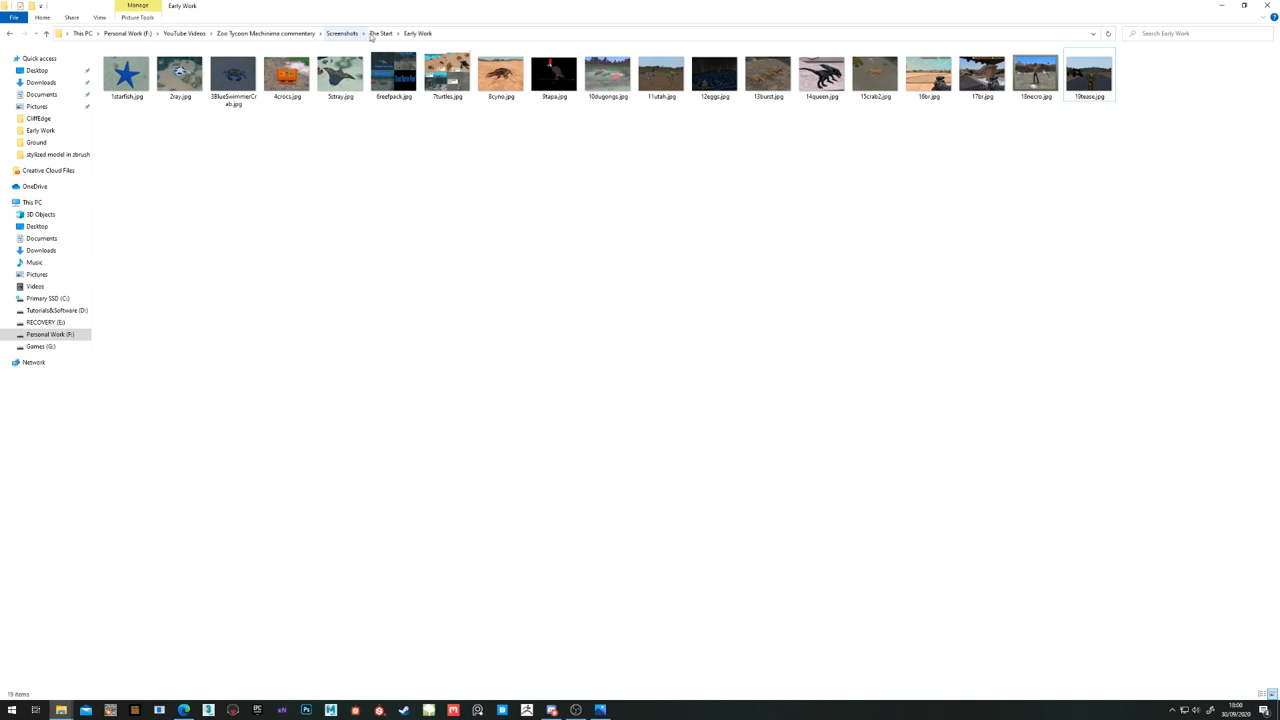 Manage
Early Work
File
Home
Share
View
Picture Tools
This PC
Personal Work (F:)
YouTube Videos
Zoo Tycoon Machinima commentary
Screenshots
The Start
Early Work
Search Early Work
Quick access
Desktop
Downloads
Documents
Pictures
CliffEdge
Early Work
Ground
stylized model in zbrush
Creative Cloud Files
OneDrive
This PC
3D Objects
Desktop
Documents
Downloads
Music
Pictures
Videos
Primary SSD (C:)
Tutorials&Software (D:)
RECOVERY (E:)
Personal Work (F:)
Games (G:)
Network
1starfish.jpg
2ray.jpg
3BlueSwimmerCr
ab.jpg
4crocs.jpg
5stray.jpg
6reefpack.jpg
7turtles.jpg
8cyno.jpg
9tapa.jpg
10dugongs.jpg
11utah.jpg
12eggs.jpg
13burst.jpg
14queen.jpg
15crab2.jpg
16br.jpg
17br.jpg
18necro.jpg
19tease.jpg
19 items
18:00
30/09/2020